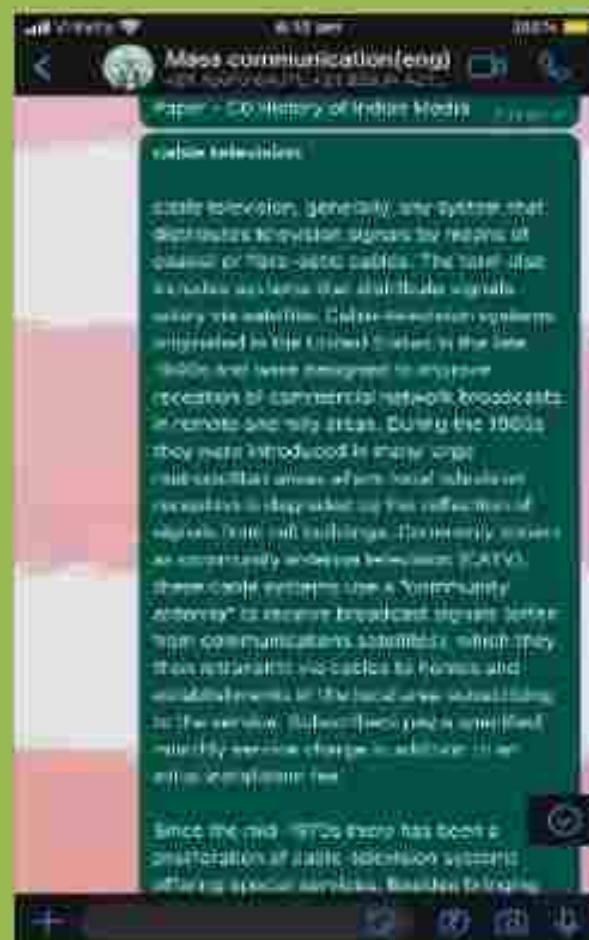 Mass communication(eng)
Paper - C6 History of Indian Media
cable television
cable television, generally, any system that
distributes television signals by means of
coaxial or fibre-optic cables. The term also
includes systems that distribute signals
solely via satellite. Cable-television systems
originated in the United States in the late
1940s and were designed to improve
reception of commercial network broadcasts
in remote and hilly areas. During the 1960s
they were introduced in many large
metropolitan areas where local television
reception is degraded by the reflection of
signals from tall buildings. Commonly known
as community antenna television (CATV),
these cable systems use a "community
antenna" to receive broadcast signals (often
from communications satellites), which they
then retransmit via cables to homes and
establishments in the local area subscribing
to the service. Subscribers pay a specified
monthly service charge in addition to an
initial installation fee.
Since the mid-1970s there has been a
proliferation of cable-television systems
offering special services. Besides bringing